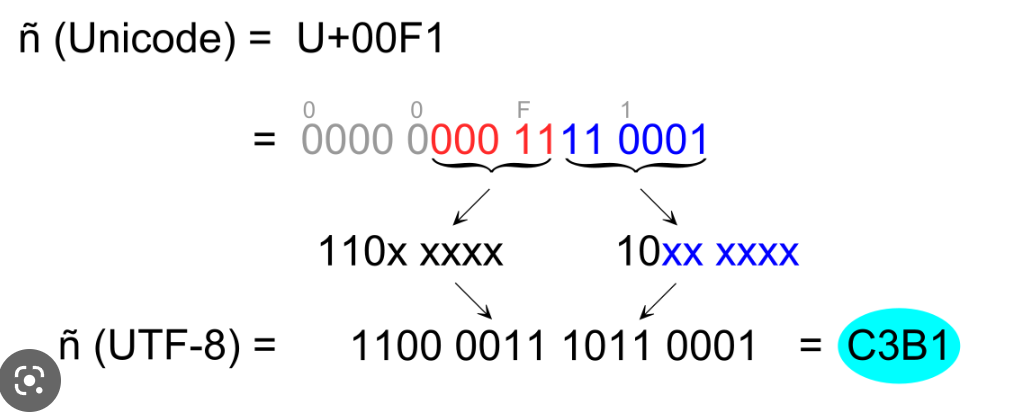 ñ (Unicode) = U+00F1
0 0 F 1
= 0000 0000 1111 0001
110x xxxx 10xx xxxx
ñ (UTF-8) = 1100 0011 1011 0001 = C3B1